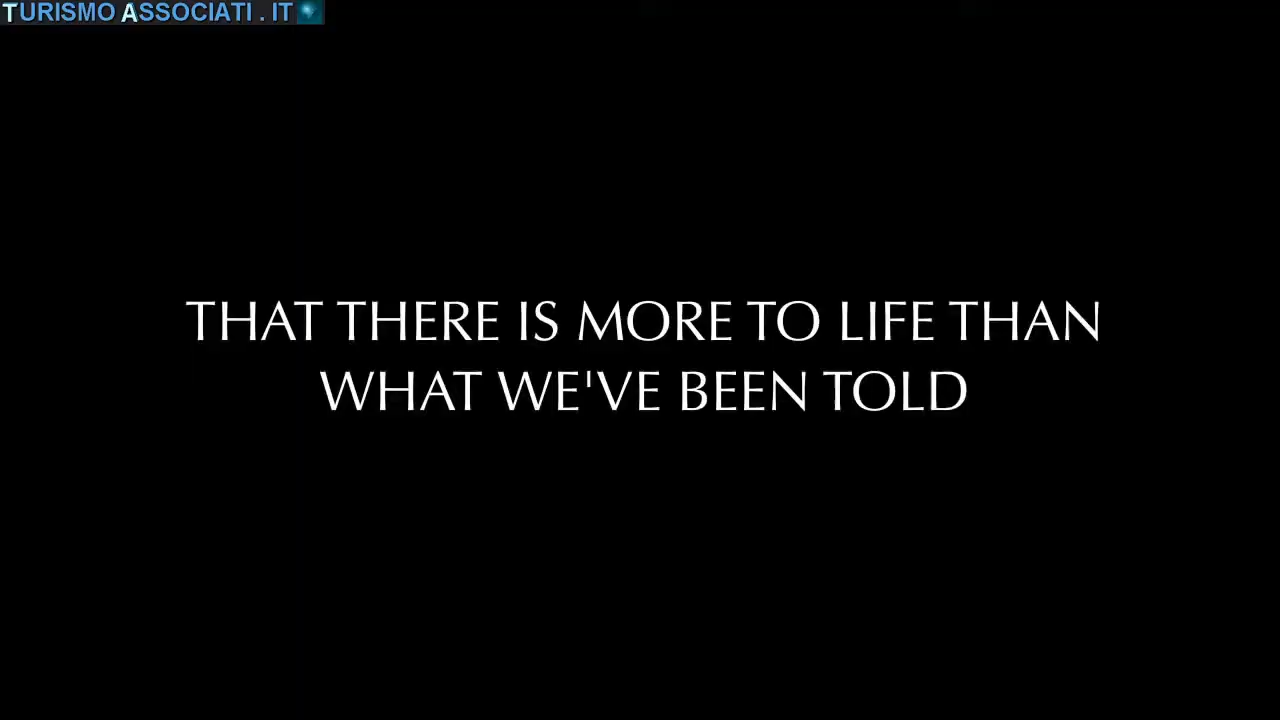 TURISMO ASSOCIATI . IT
THAT THERE IS MORE TO LIFE THAN
WHAT WE'VE BEEN TOLD